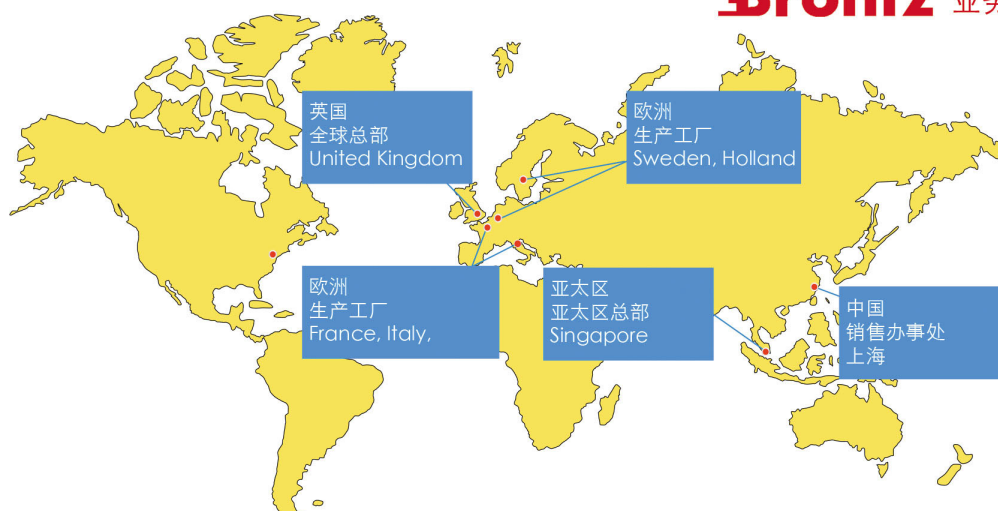 业务
英国
全球总部
United Kingdom
欧洲
生产工厂
Sweden, Holland
欧洲
生产工厂
France, Italy,
亚太区
亚太区总部
Singapore
中国
销售办事处
上海